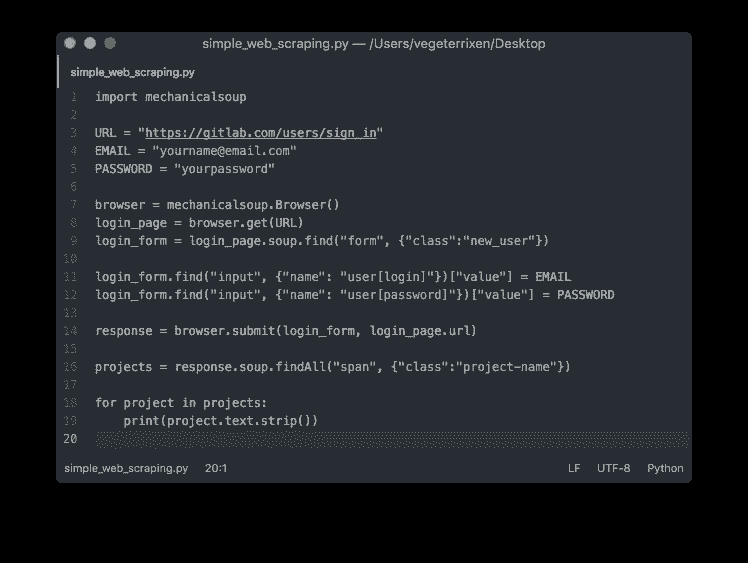 simple_web_scraping.py — /Users/vegeterrixen/Desktop
simple_web_scraping.py
1 import mechanicalsoup
2
3 URL = "https://gitlab.com/users/sign_in"
4 EMAIL = "yourname@email.com"
5 PASSWORD = "yourpassword"
6
7 browser = mechanicalsoup.Browser()
8 login_page = browser.get(URL)
9 login_form = login_page.soup.find("form", {"class":"new_user"})
10
11 login_form.find("input", {"name": "user[login]"})["value"] = EMAIL
12 login_form.find("input", {"name": "user[password]"})["value"] = PASSWORD
13
14 response = browser.submit(login_form, login_page.url)
15
16 projects = response.soup.findAll("span", {"class":"project-name"})
17
18 for project in projects:
19     print(project.text.strip())
20
simple_web_scraping.py 20:1 LF UTF-8 Python